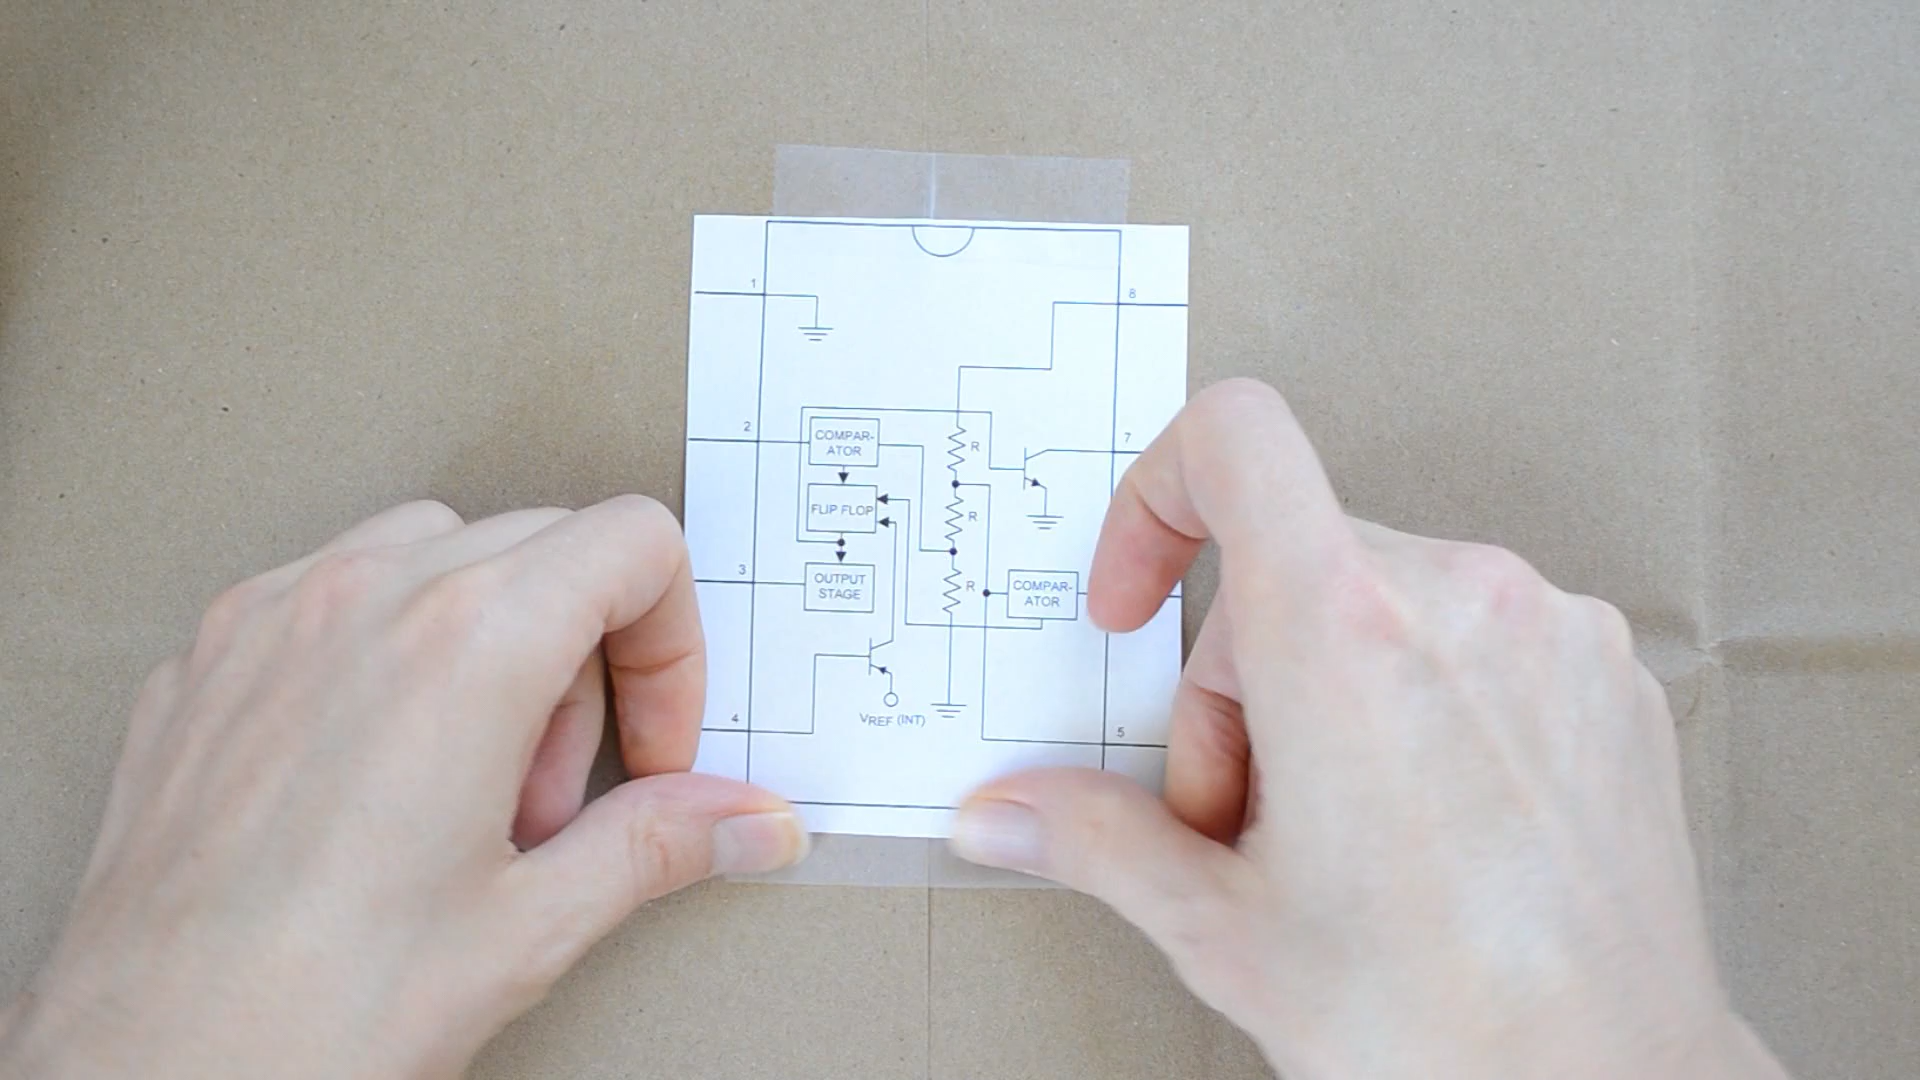 1
8
2
COMPAR-
ATOR
R
7
FLIP FLOP
R
3
OUTPUT
STAGE
R
COMPAR-
ATOR
4
VREF (INT)
5